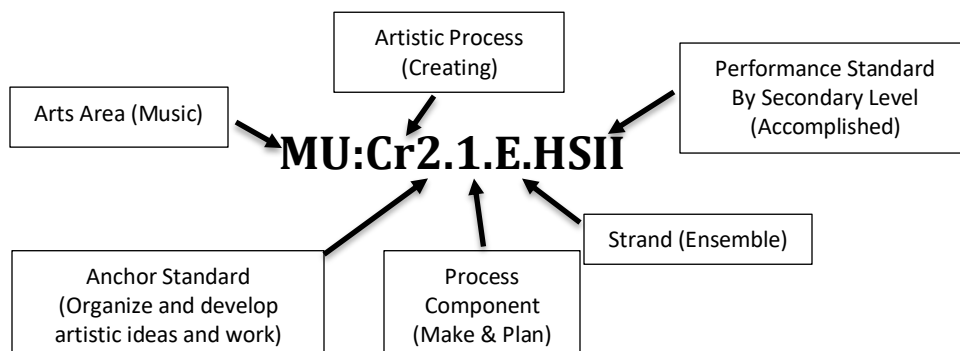 Artistic Process
(Creating)
Performance Standard
By Secondary Level
(Accomplished)
Arts Area (Music)
MU:Cr2.1.E.HSII
Strand (Ensemble)
Anchor Standard
(Organize and develop
artistic ideas and work)
Process
Component
(Make & Plan)